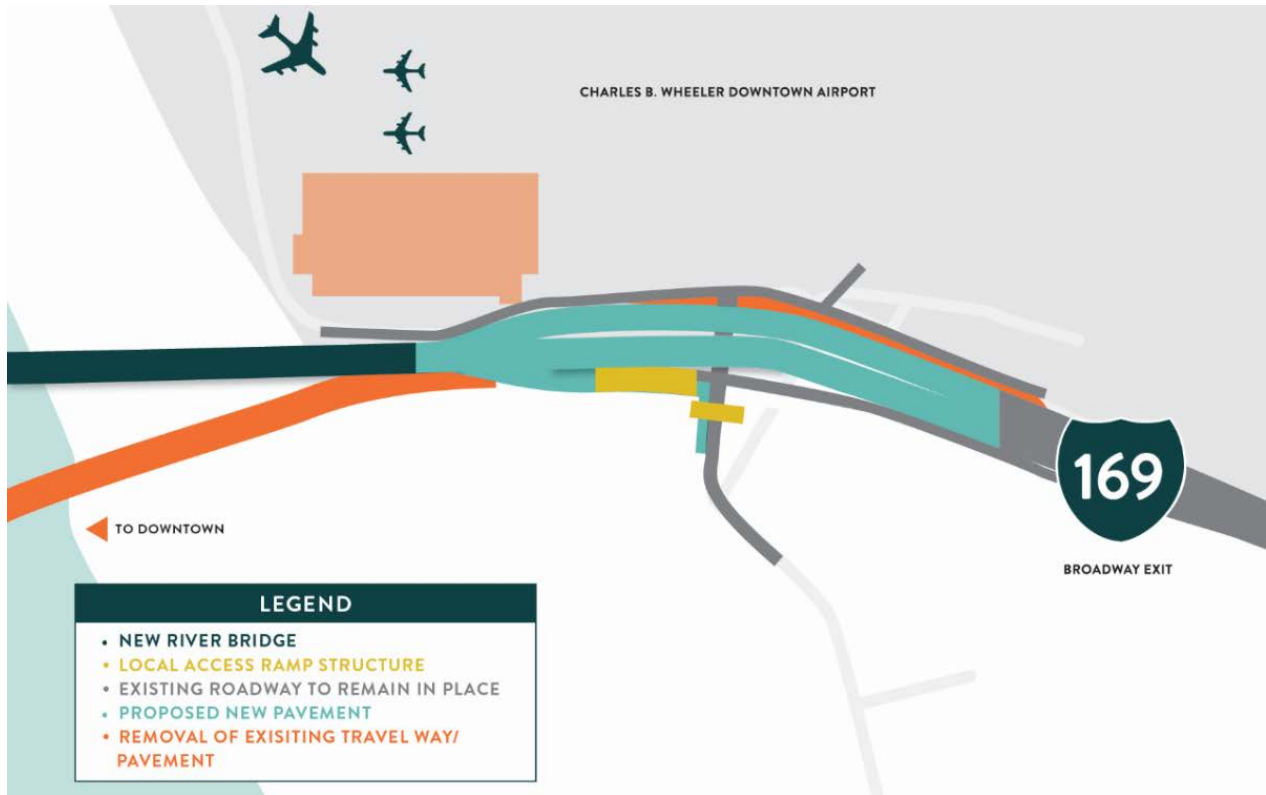 CHARLES B. WHEELER DOWNTOWN AIRPORT
169
TO DOWNTOWN
BROADWAY EXIT
LEGEND
• NEW RIVER BRIDGE
• LOCAL ACCESS RAMP STRUCTURE
• EXISTING ROADWAY TO REMAIN IN PLACE
• PROPOSED NEW PAVEMENT
• REMOVAL OF EXISITING TRAVEL WAY/
PAVEMENT